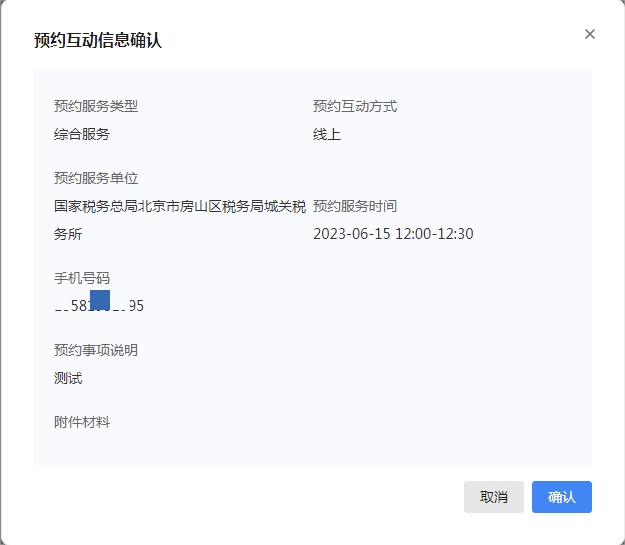 预约互动信息确认
预约服务类型
预约互动方式
综合服务
线上
预约服务单位
国家税务总局北京市房山区税务局城关税
务所
预约服务时间
2023-06-15 12:00-12:30
手机号码
预约事项说明
测试
附件材料
取消
确认